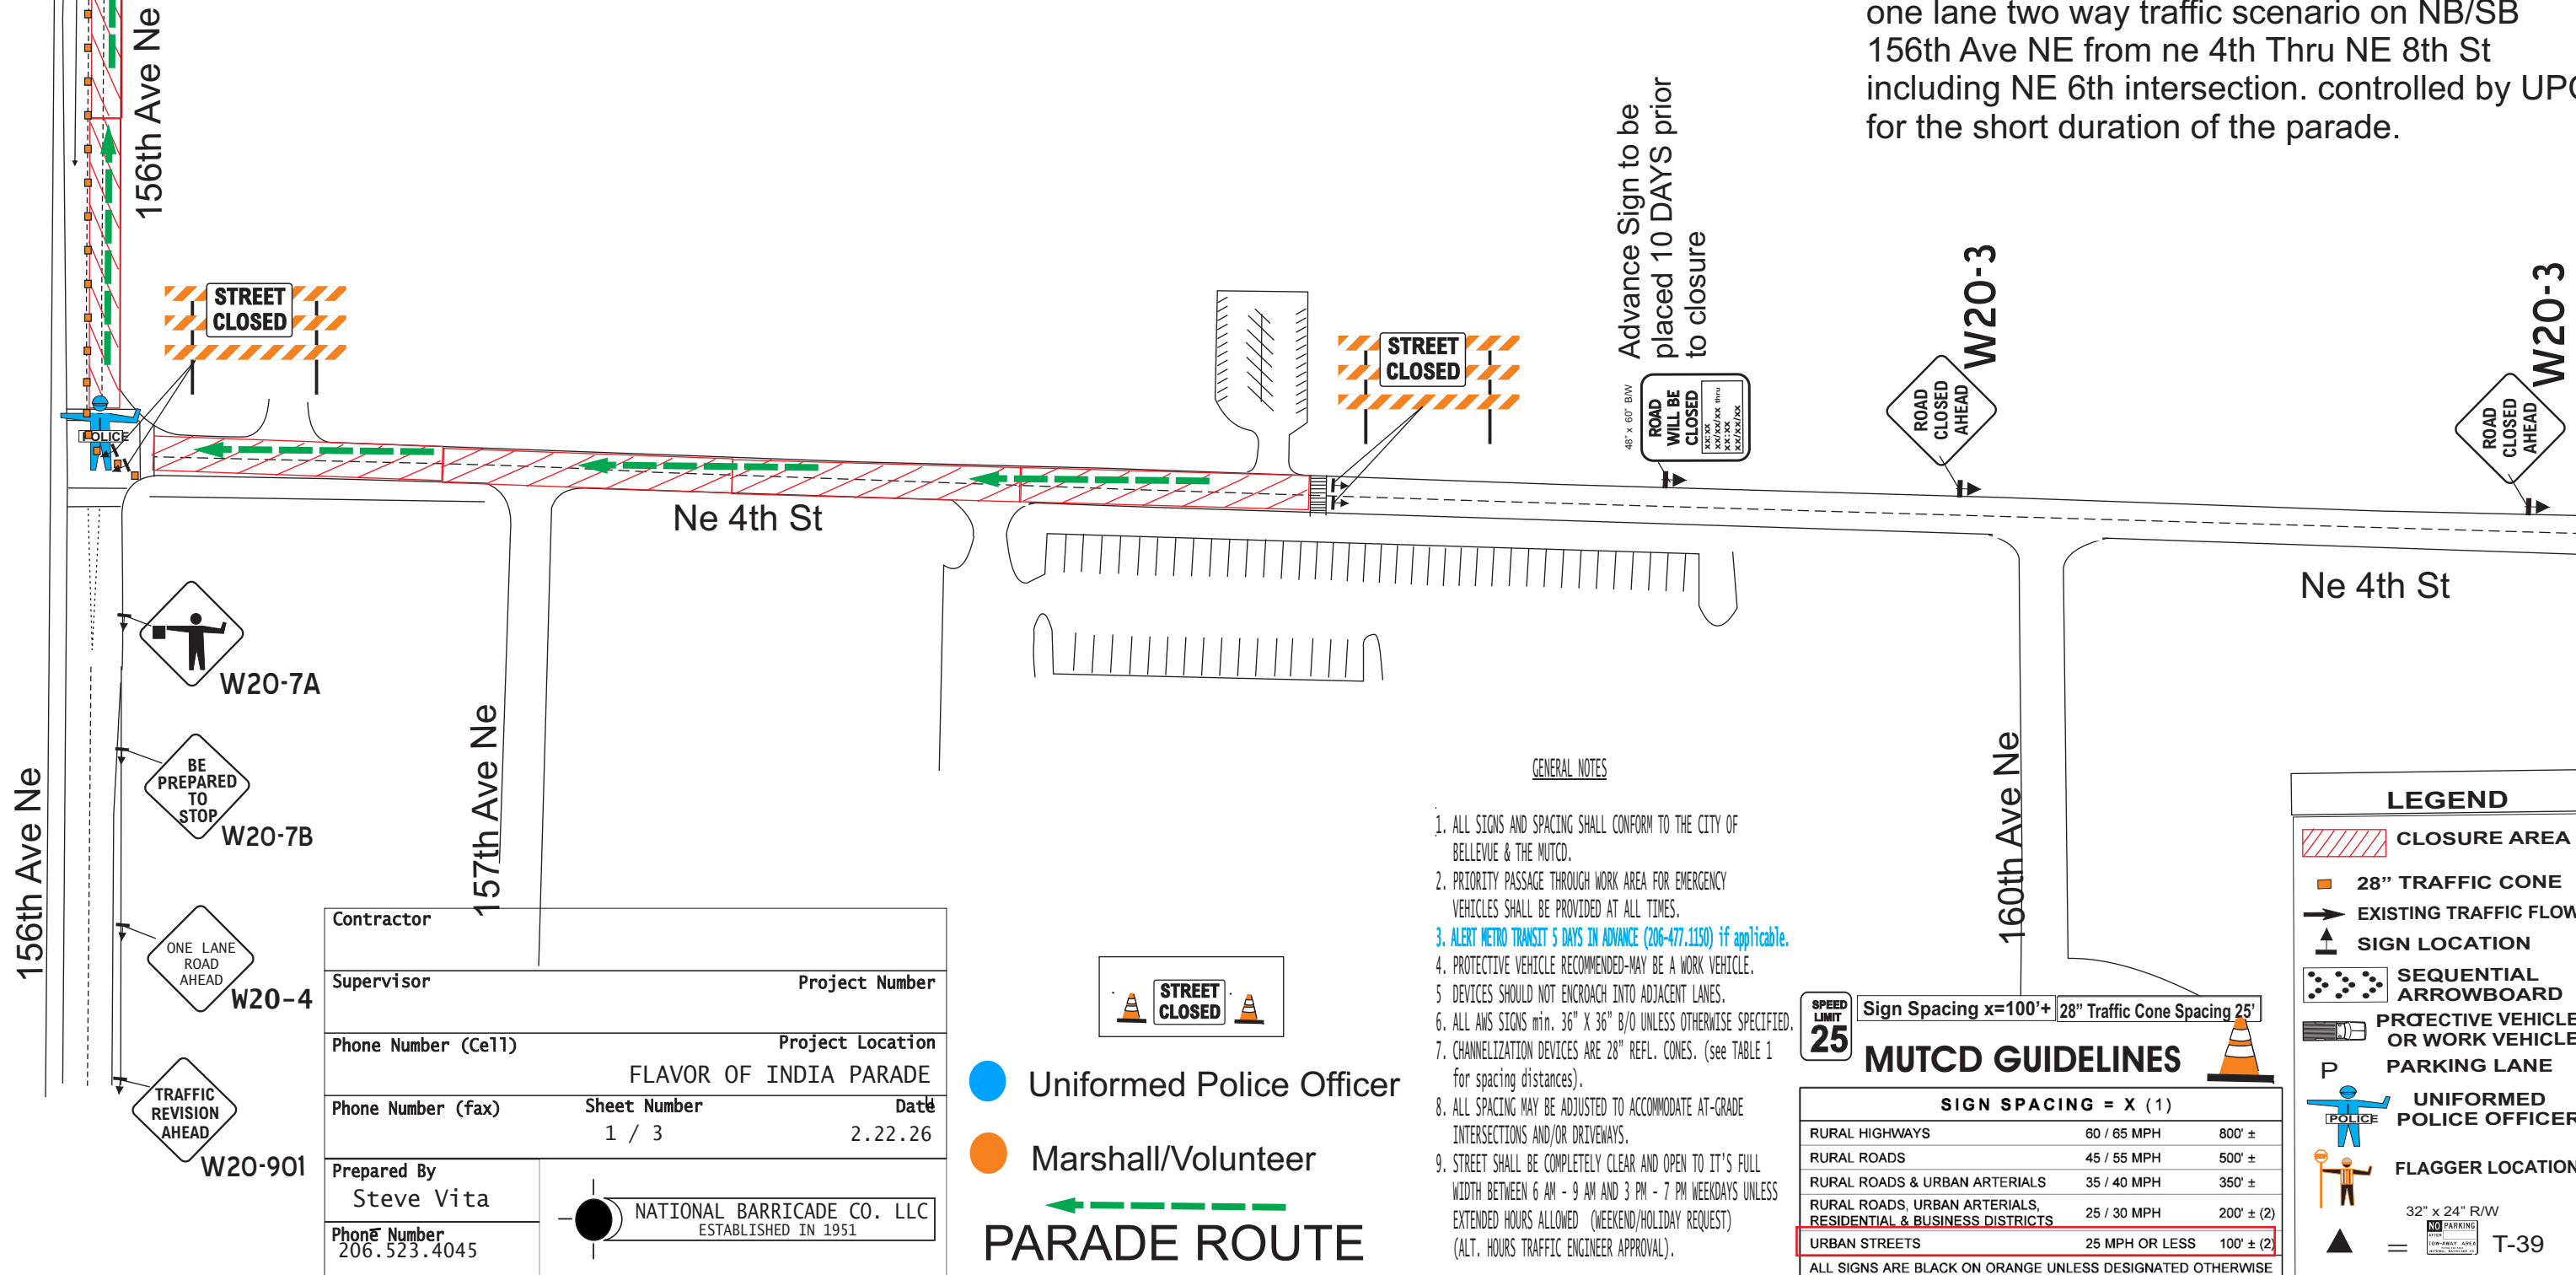 one lane two way traffic scenario on NB/SB
156th Ave NE from ne 4th Thru NE 8th St
including NE 6th intersection. controlled by UPO
for the short duration of the parade.
156th Ave Ne
STREET
CLOSED
POLICE
STREET
CLOSED
Advance Sign to be
placed 10 DAYS prior
to closure
48" x 60" B/W
ROAD
WILL BE
CLOSED
xx:xx
xx/xx/xx thru
xx:xx
xx/xx/xx
ROAD
CLOSED
AHEAD
W20-3
ROAD
CLOSED
AHEAD
W20-3
Ne 4th St
Ne 4th St
W20-7A
BE
PREPARED
TO
STOP
W20-7B
ONE LANE
ROAD
AHEAD
W20-4
TRAFFIC
REVISION
AHEAD
W20-901
156th Ave Ne
157th Ave Ne
160th Ave Ne
Contractor
Supervisor Project Number
Phone Number (Cell) Project Location
FLAVOR OF INDIA PARADE
Phone Number (fax) Sheet Number Date
1 / 3 2.22.26
Prepared By
Steve Vita
Phone Number
206.523.4045
NATIONAL BARRICADE CO. LLC
ESTABLISHED IN 1951
STREET
CLOSED
Uniformed Police Officer
Marshall/Volunteer
PARADE ROUTE
GENERAL NOTES
1. ALL SIGNS AND SPACING SHALL CONFORM TO THE CITY OF
BELLEVUE & THE MUTCD.
2. PRIORITY PASSAGE THROUGH WORK AREA FOR EMERGENCY
VEHICLES SHALL BE PROVIDED AT ALL TIMES.
3. ALERT METRO TRANSIT 5 DAYS IN ADVANCE (206-477.1150) if applicable.
4. PROTECTIVE VEHICLE RECOMMENDED-MAY BE A WORK VEHICLE.
5 DEVICES SHOULD NOT ENCROACH INTO ADJACENT LANES.
6. ALL AWS SIGNS min. 36" X 36" B/O UNLESS OTHERWISE SPECIFIED.
7. CHANNELIZATION DEVICES ARE 28" REFL. CONES. (see TABLE 1
for spacing distances).
8. ALL SPACING MAY BE ADJUSTED TO ACCOMMODATE AT-GRADE
INTERSECTIONS AND/OR DRIVEWAYS.
9. STREET SHALL BE COMPLETELY CLEAR AND OPEN TO IT'S FULL
WIDTH BETWEEN 6 AM - 9 AM AND 3 PM - 7 PM WEEKDAYS UNLESS
EXTENDED HOURS ALLOWED (WEEKEND/HOLIDAY REQUEST)
(ALT. HOURS TRAFFIC ENGINEER APPROVAL).
SPEED
LIMIT
25
Sign Spacing x=100'+ 28" Traffic Cone Spacing 25'
MUTCD GUIDELINES
SIGN SPACING = X (1)
RURAL HIGHWAYS 60 / 65 MPH 800' ±
RURAL ROADS 45 / 55 MPH 500' ±
RURAL ROADS & URBAN ARTERIALS 35 / 40 MPH 350' ±
RURAL ROADS, URBAN ARTERIALS,
RESIDENTIAL & BUSINESS DISTRICTS 25 / 30 MPH 200' ± (2)
URBAN STREETS 25 MPH OR LESS 100' ± (2)
ALL SIGNS ARE BLACK ON ORANGE UNLESS DESIGNATED OTHERWISE
LEGEND
CLOSURE AREA
28" TRAFFIC CONE
EXISTING TRAFFIC FLOW
SIGN LOCATION
SEQUENTIAL
ARROWBOARD
PROTECTIVE VEHICLE
OR WORK VEHICLE
P PARKING LANE
POLICE
UNIFORMED
POLICE OFFICER
FLAGGER LOCATION
32" x 24" R/W
NO PARKING
TOW-AWAY AREA
= T-39